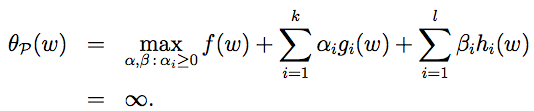 θ_P(w) = max_{α,β : α_i≥0} f(w) + ∑_{i=1}^{k} α_i g_i(w) + ∑_{i=1}^{l} β_i h_i(w)
= ∞.